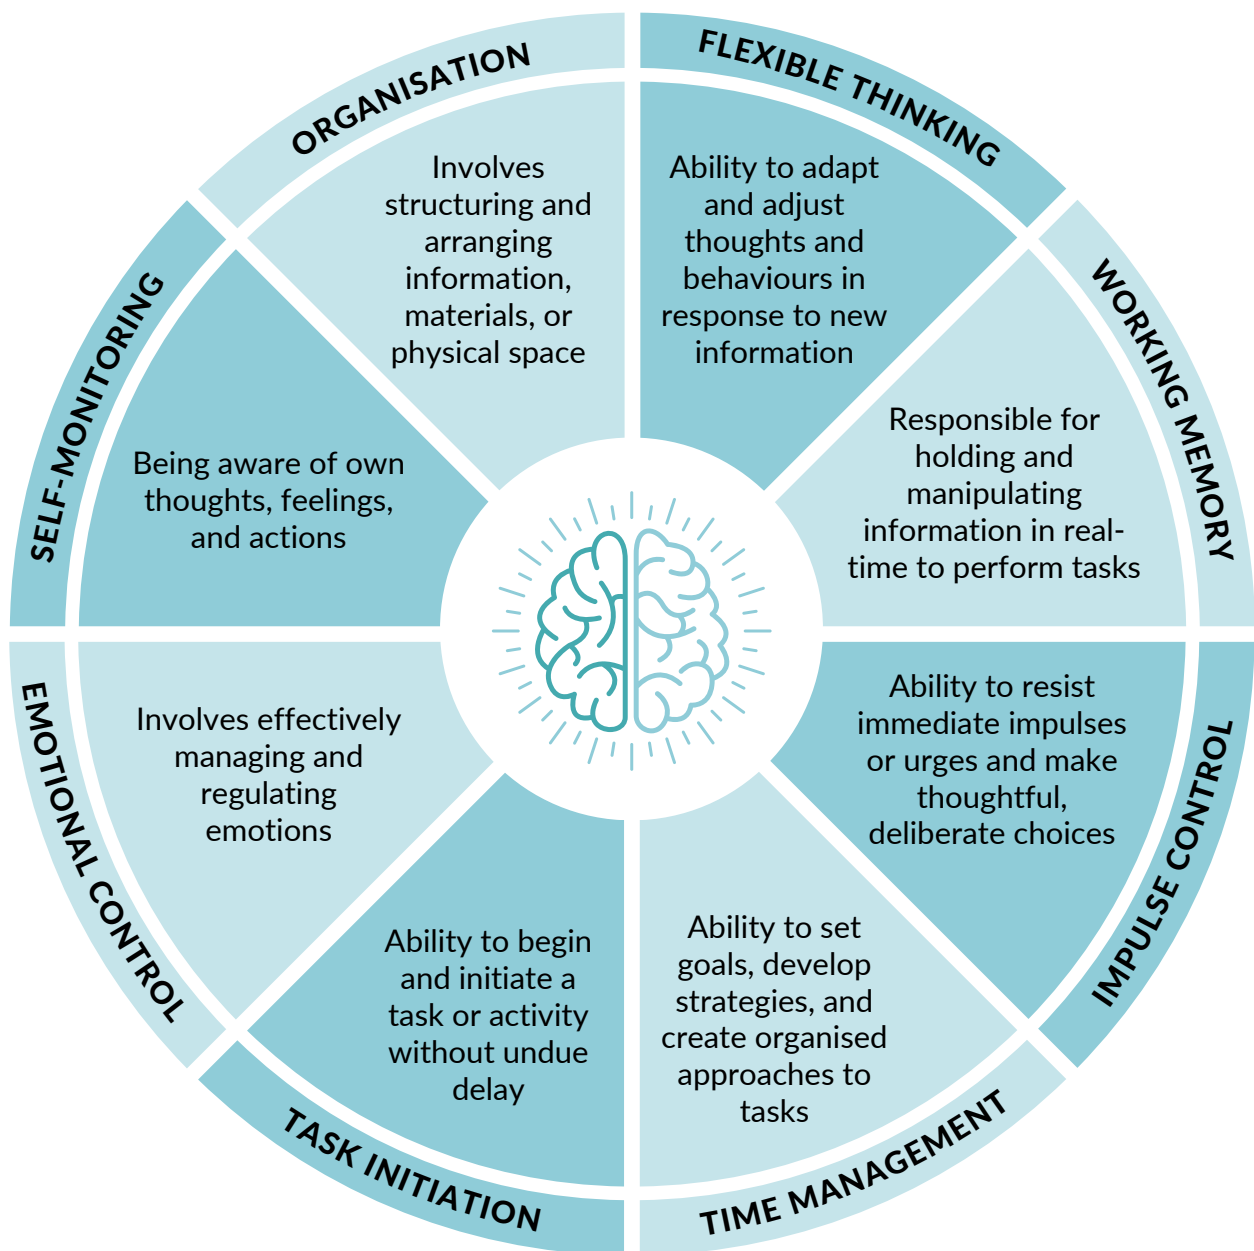 ORGANISATION
Involves
structuring and
arranging
information,
materials, or
physical space
FLEXIBLE THINKING
Ability to adapt
and adjust
thoughts and
behaviours in
response to new
information
WORKING MEMORY
Responsible for
holding and
manipulating
information in real-
time to perform tasks
IMPULSE CONTROL
Ability to resist
immediate impulses
or urges and make
thoughtful,
deliberate choices
TIME MANAGEMENT
Ability to set
goals, develop
strategies, and
create organised
approaches to
tasks
TASK INITIATION
Ability to begin
and initiate a
task or activity
without undue
delay
EMOTIONAL CONTROL
Involves effectively
managing and
regulating
emotions
SELF-MONITORING
Being aware of own
thoughts, feelings,
and actions